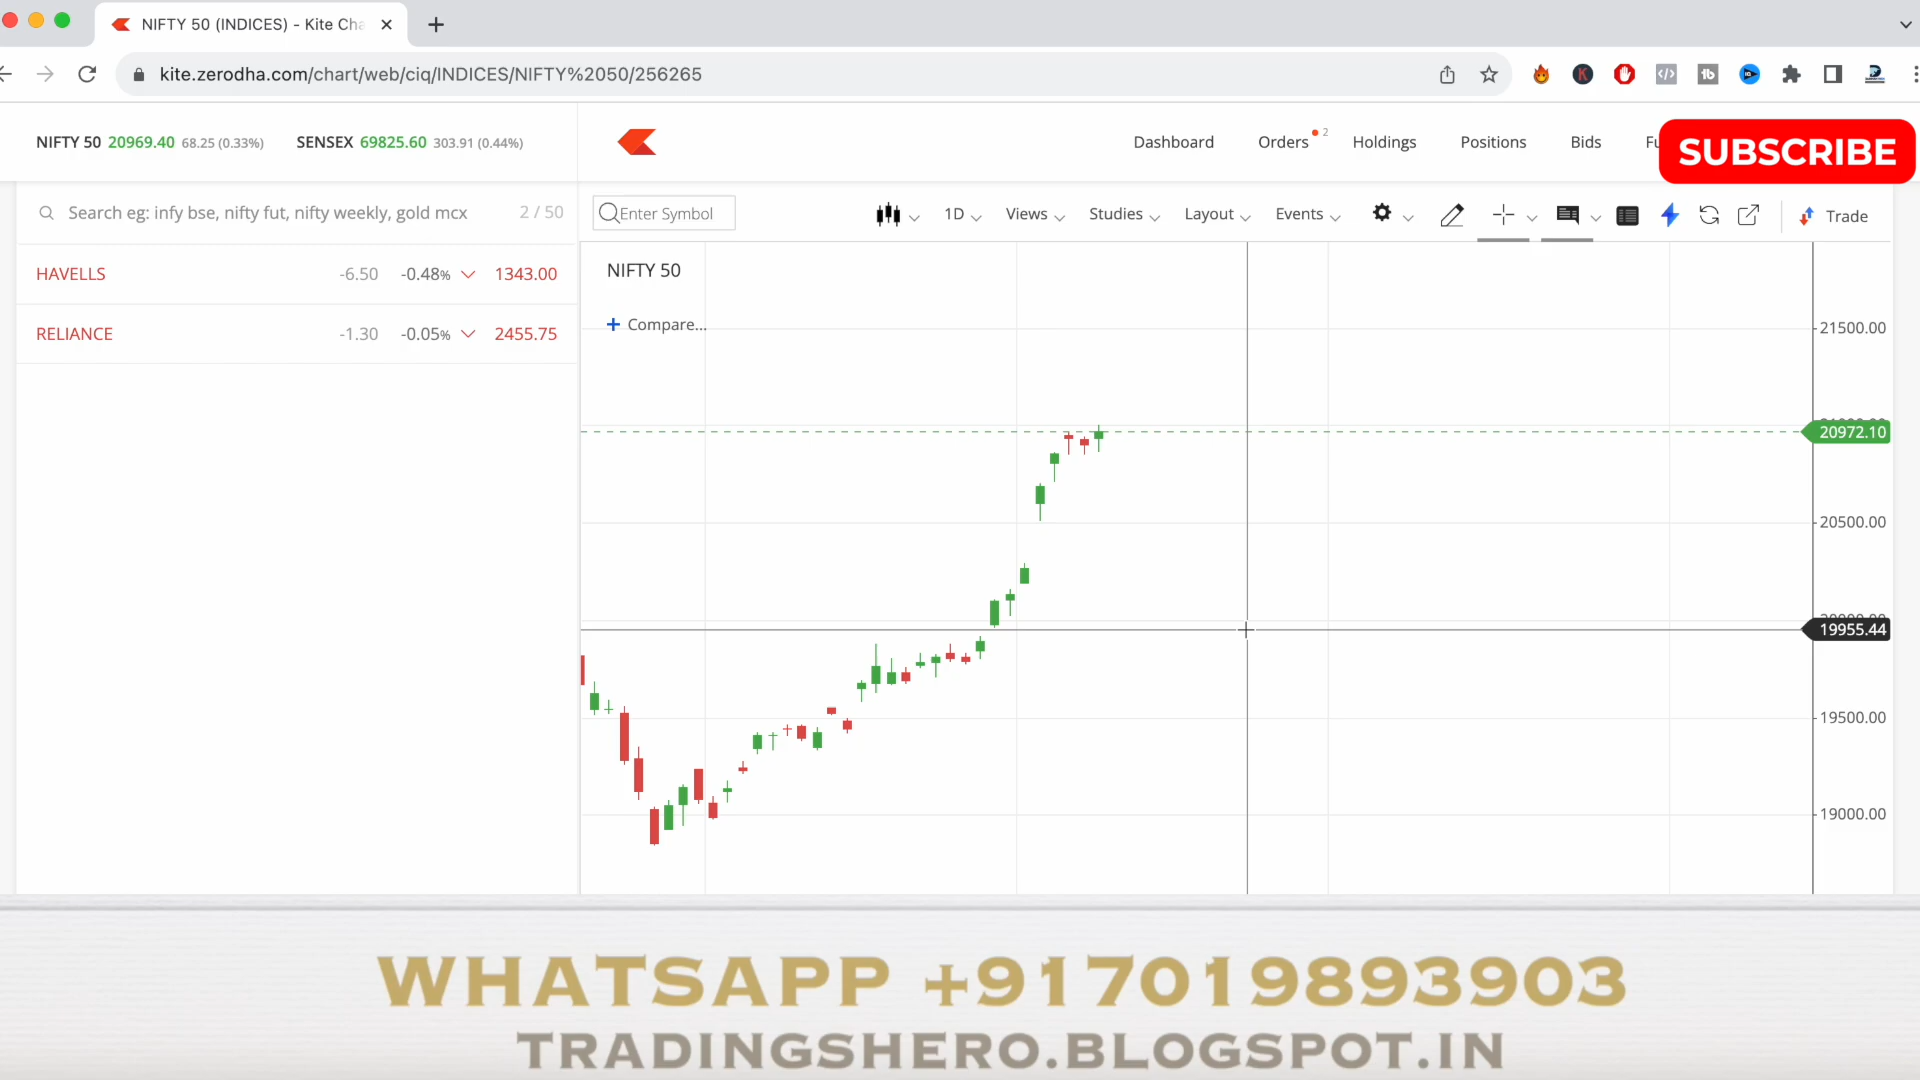 NIFTY 50 (INDICES) - Kite Cha
kite.zerodha.com/chart/web/ciq/INDICES/NIFTY%2050/256265
NIFTY 50 20969.40 68.25 (0.33%) SENSEX 69825.60 303.91 (0.44%)
Dashboard Orders 2 Holdings Positions Bids Fu
SUBSCRIBE
Search eg: infy bse, nifty fut, nifty weekly, gold mcx 2 / 50
Enter Symbol 1D Views Studies Layout Events Trade
HAVELLS -6.50 -0.48% 1343.00
RELIANCE -1.30 -0.05% 2455.75
NIFTY 50
+ Compare...
21500.00
20972.10
20500.00
19955.44
19500.00
19000.00
WHATSAPP +917019893903
TRADINGSHERO.BLOGSPOT.IN